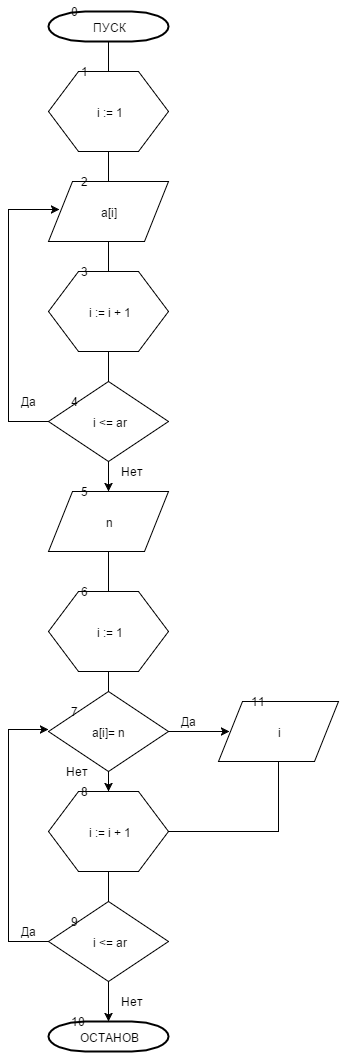 0
ПУСК
1
i := 1
2
a[i]
3
i := i + 1
Да
4
i <= ar
Нет
5
n
6
i := 1
7
a[i]= n
Да
11
i
Нет
8
i := i + 1
9
Да
i <= ar
Нет
10
ОСТАНОВ